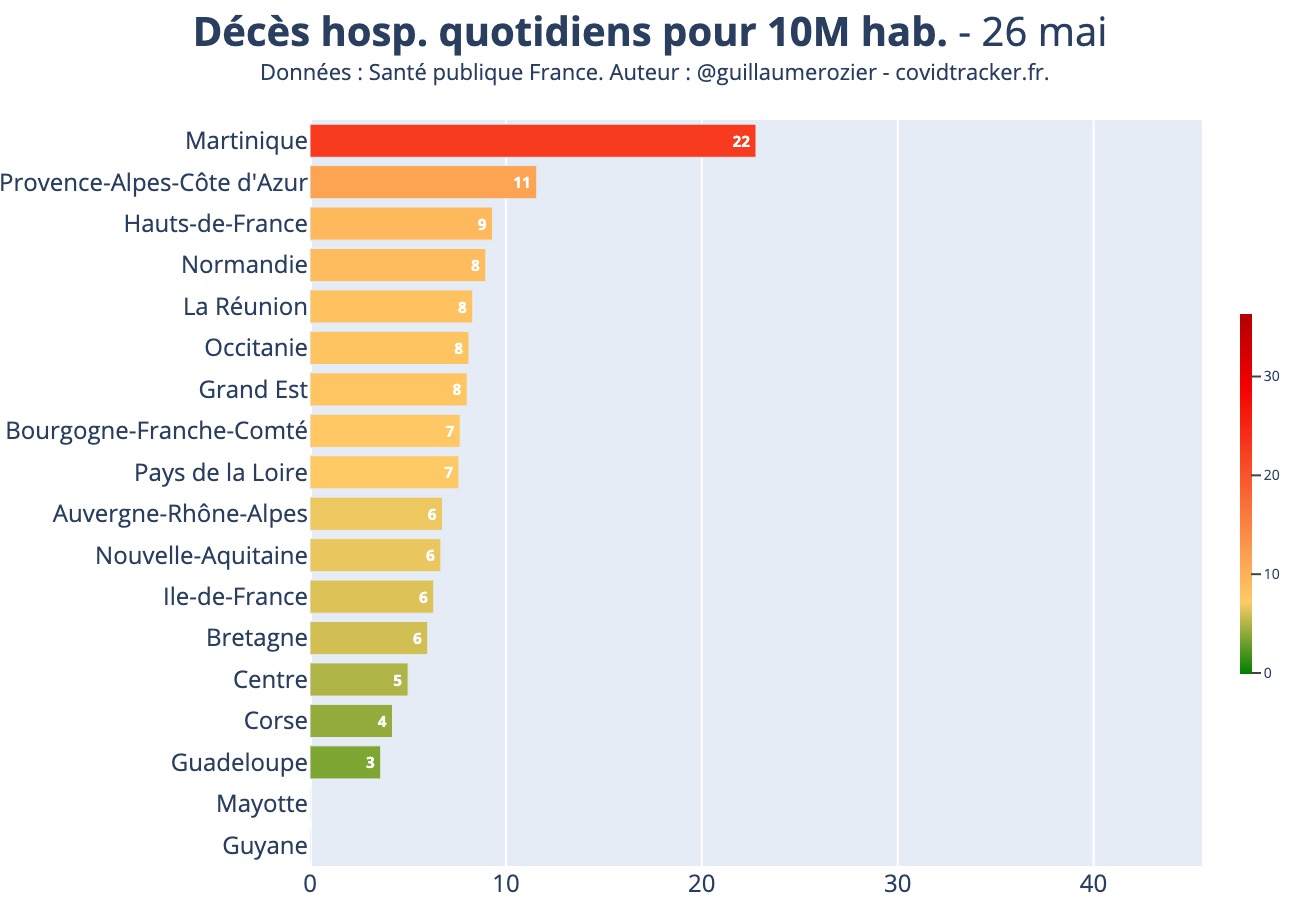 Décès hosp. quotidiens pour 10M hab. - 26 mai
Données : Santé publique France. Auteur : @guillaumerozier - covidtracker.fr.
Martinique 22
Provence-Alpes-Côte d'Azur 11
Hauts-de-France 9
Normandie 8
La Réunion 8
Occitanie 8
Grand Est 8
Bourgogne-Franche-Comté 7
Pays de la Loire 7
Auvergne-Rhône-Alpes 6
Nouvelle-Aquitaine 6
Ile-de-France 6
Bretagne 6
Centre 5
Corse 4
Guadeloupe 3
Mayotte
Guyane
0 10 20 30 40
30
20
10
0